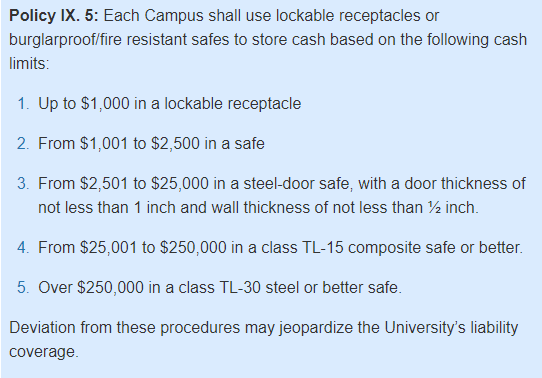 Policy IX. 5: Each Campus shall use lockable receptacles or
burglarproof/fire resistant safes to store cash based on the following cash
limits:
1. Up to $1,000 in a lockable receptacle
2. From $1,001 to $2,500 in a safe
3. From $2,501 to $25,000 in a steel-door safe, with a door thickness of
not less than 1 inch and wall thickness of not less than ½ inch.
4. From $25,001 to $250,000 in a class TL-15 composite safe or better.
5. Over $250,000 in a class TL-30 steel or better safe.
Deviation from these procedures may jeopardize the University’s liability
coverage.